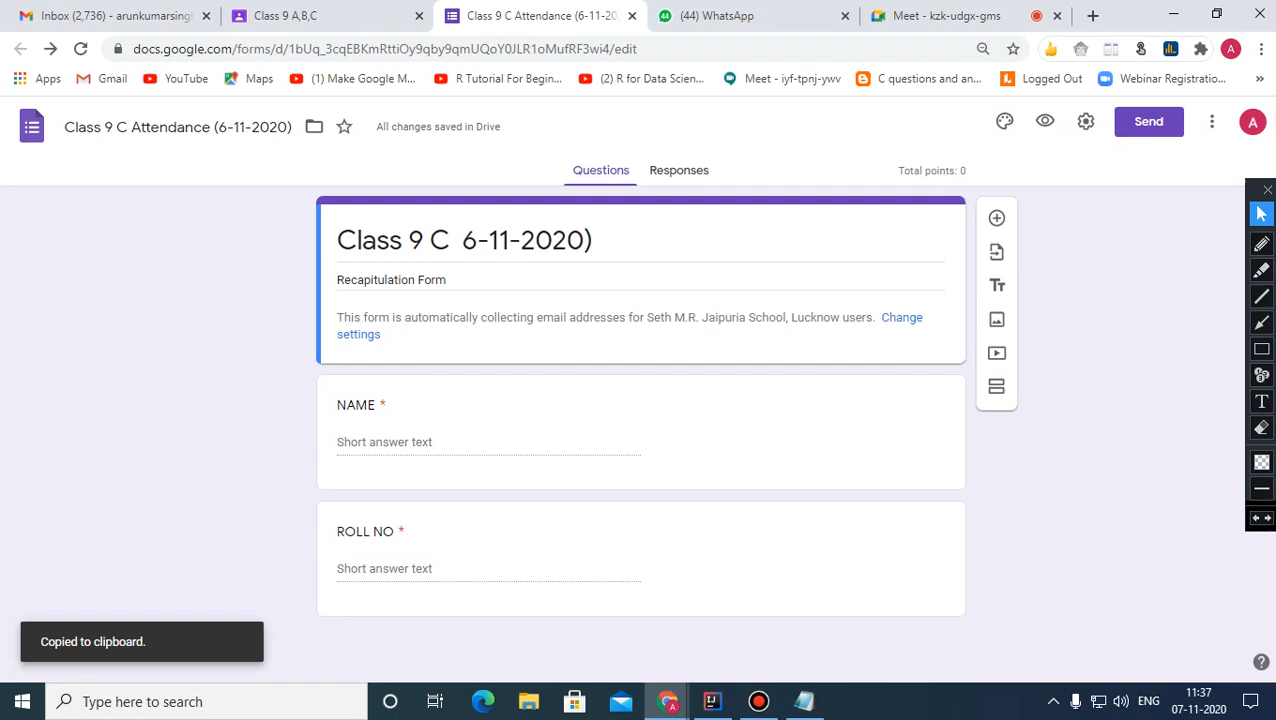 Inbox (2,736) - arunkumarsin
Class 9 A,B,C
Class 9 C Attendance (6-11-20
(44) WhatsApp
Meet - kzk-udgx-gms
docs.google.com/forms/d/1bUq_3cqEBKmRttiOy9qby9qmUQoY0JLR1oMufRF3wi4/edit
A
Apps
Gmail
YouTube
Maps
(1) Make Google M...
R Tutorial For Begin...
(2) R for Data Scien...
Meet - iyf-tpnj-ywv
C questions and an...
Logged Out
Webinar Registratio...
»
Class 9 C Attendance (6-11-2020)
All changes saved in Drive
Send
A
Questions
Responses
Total points: 0
Class 9 C  6-11-2020)
Recapitulation Form
This form is automatically collecting email addresses for Seth M.R. Jaipuria School, Lucknow users. Change
settings
NAME *
Short answer text
ROLL NO *
Short answer text
Copied to clipboard.
Type here to search
ENG
11:37
07-11-2020